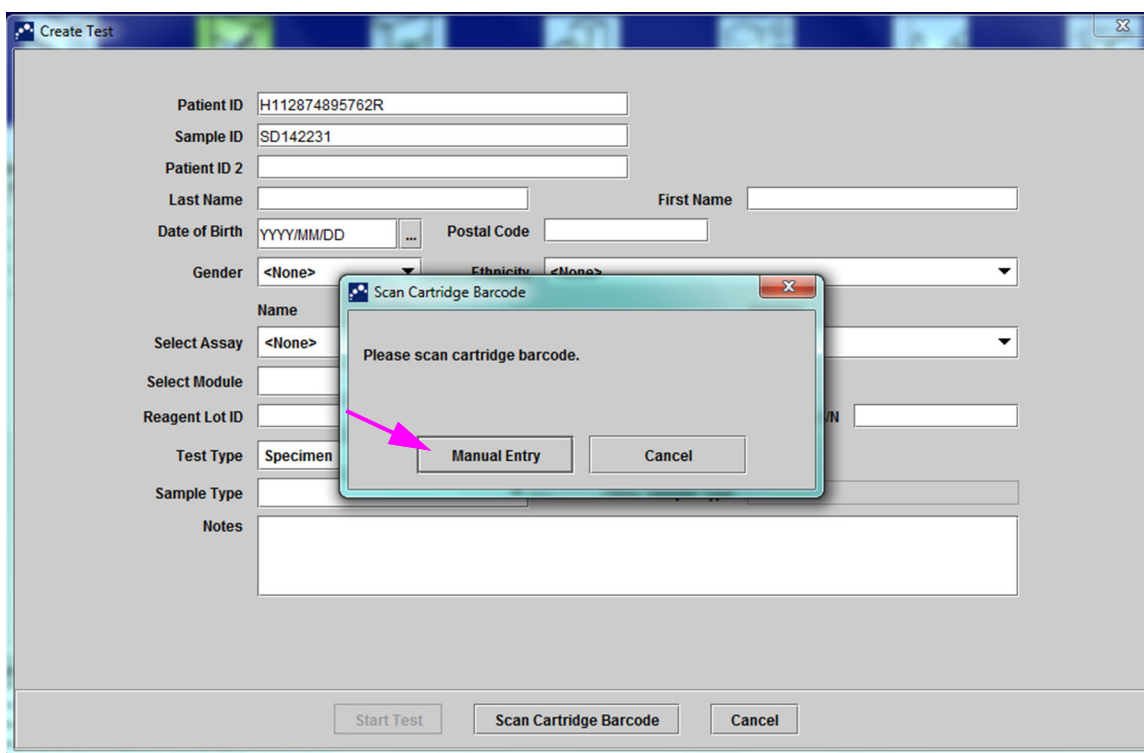 Create Test
Patient ID H112874895762R
Sample ID SD142231
Patient ID 2
Last Name First Name
Date of Birth YYYY/MM/DD ... Postal Code
Gender <None> Ethnicity <None>
Name
Scan Cartridge Barcode
Select Assay <None>
Please scan cartridge barcode.
Select Module
Reagent Lot ID /N
Test Type Specimen
Manual Entry Cancel
Sample Type
Notes
Start Test Scan Cartridge Barcode Cancel